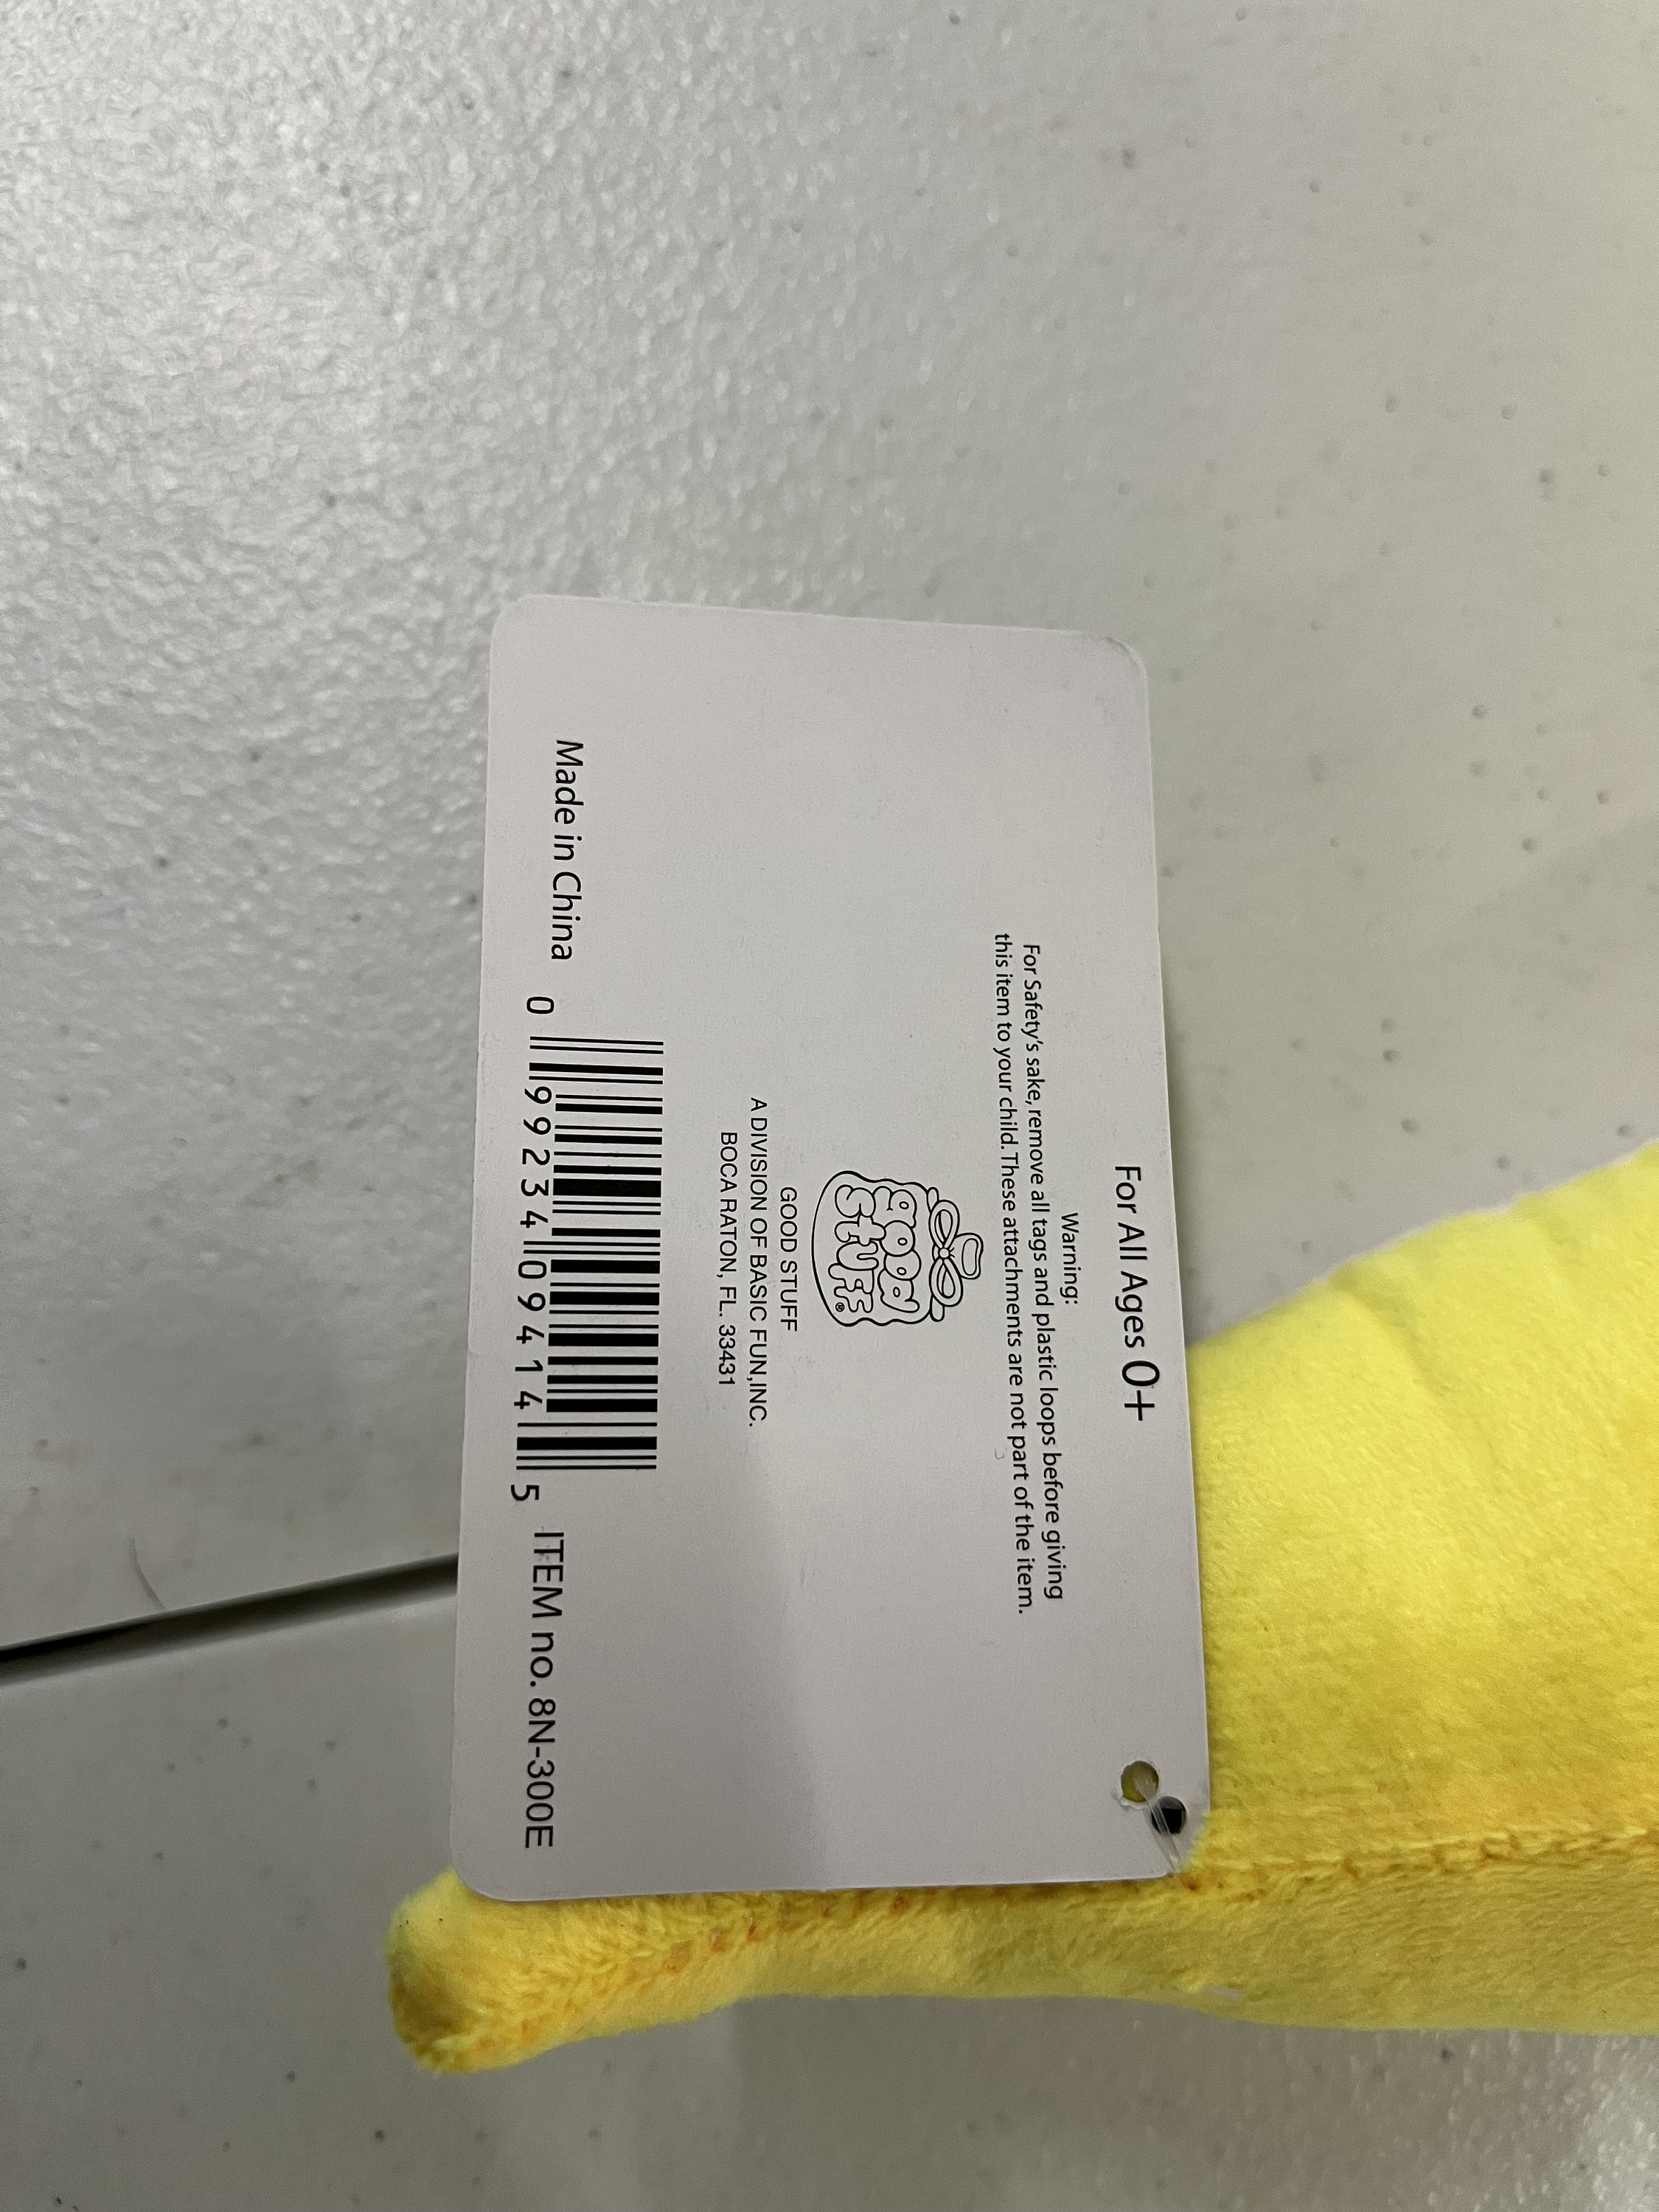 For All Ages 0+
Warning:
For Safety's sake, remove all tags and plastic loops before giving
this item to your child. These attachments are not part of the item.
good
stuff®
GOOD STUFF
A DIVISION OF BASIC FUN,INC.
BOCA RATON, FL. 33431
Made in China
0 99234 09414 5
ITEM no. 8N-300E